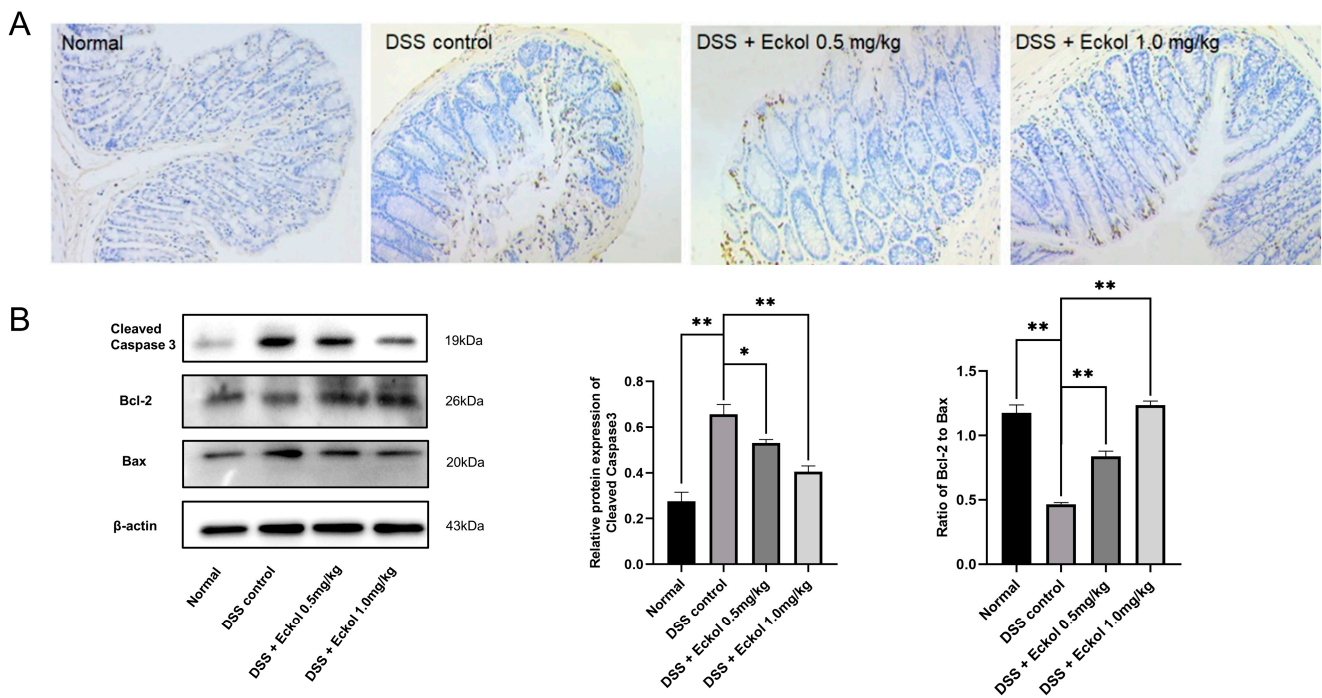 A
Normal
DSS control
DSS + Eckol 0.5 mg/kg
DSS + Eckol 1.0 mg/kg
B
Cleaved
Caspase 3
19kDa
Bcl-2
26kDa
Bax
20kDa
β-actin
43kDa
Normal
DSS control
DSS + Eckol 0.5mg/kg
DSS + Eckol 1.0mg/kg
Relative protein expression of
Cleaved Caspase3
0.8
0.6
0.4
0.2
0.0
**
**
*
Normal
DSS control
DSS + Eckol 0.5mg/kg
DSS + Eckol 1.0mg/kg
Ratio of Bcl-2 to Bax
1.5
1.0
0.5
0.0
**
**
**
Normal
DSS control
DSS + Eckol 0.5mg/kg
DSS + Eckol 1.0mg/kg